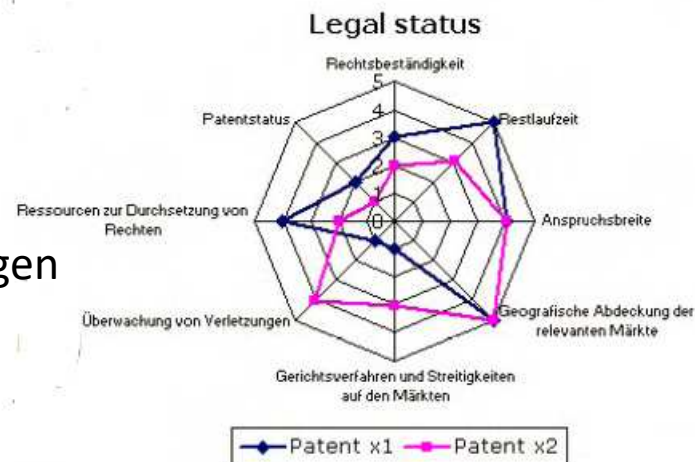 Legal status
Rechtsbeständigkeit
5
4
3
2
1
0
Patentstatus
Restlaufzeit
Ressourcen zur Durchsetzung von
Rechten
Anspruchsbreite
gen
Überwachung von Verletzungen
Geografische Abdeckung der
relevanten Märkte
Gerichtsverfahren und Streitigkeiten
auf den Märkten
Patent x1
Patent x2